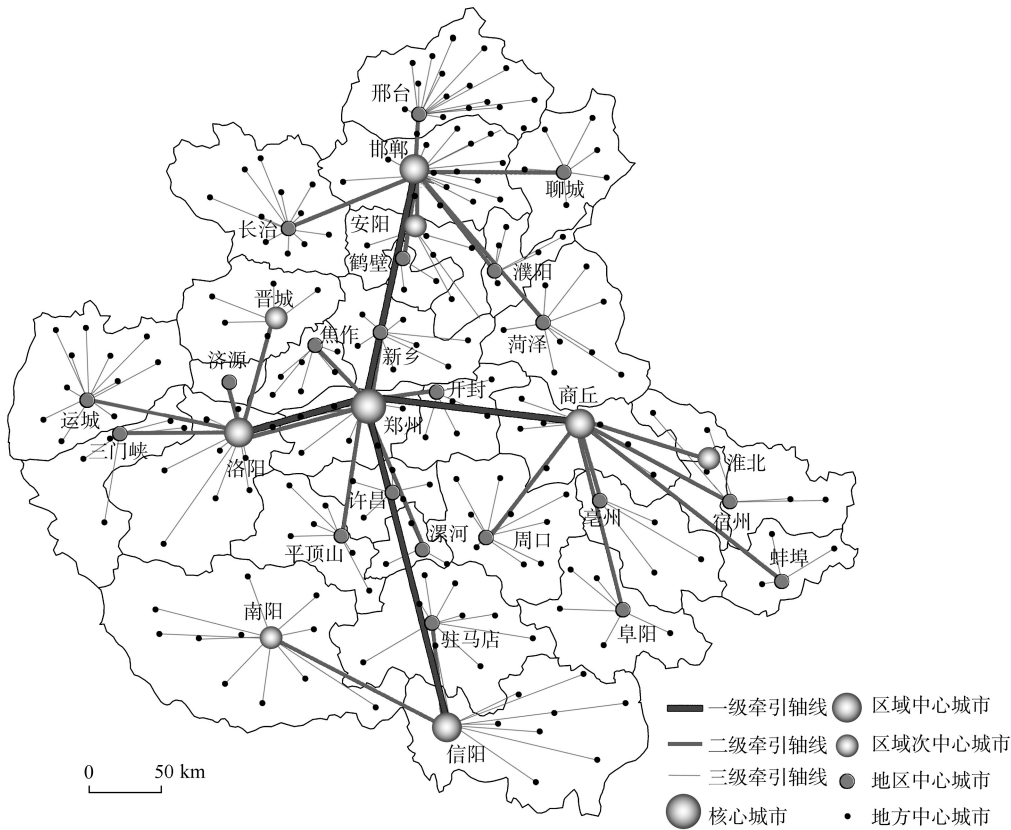 邢台
邯郸
聊城
长治
安阳
鹤壁
濮阳
晋城
焦作
新乡
菏泽
济源
开封
商丘
运城
郑州
三门峡
洛阳
淮北
许昌
宿州
亳州
漯河
周口
平顶山
蚌埠
南阳
阜阳
驻马店
信阳
一级牵引轴线 区域中心城市
二级牵引轴线 区域次中心城市
三级牵引轴线 地区中心城市
核心城市 地方中心城市
0 50 km